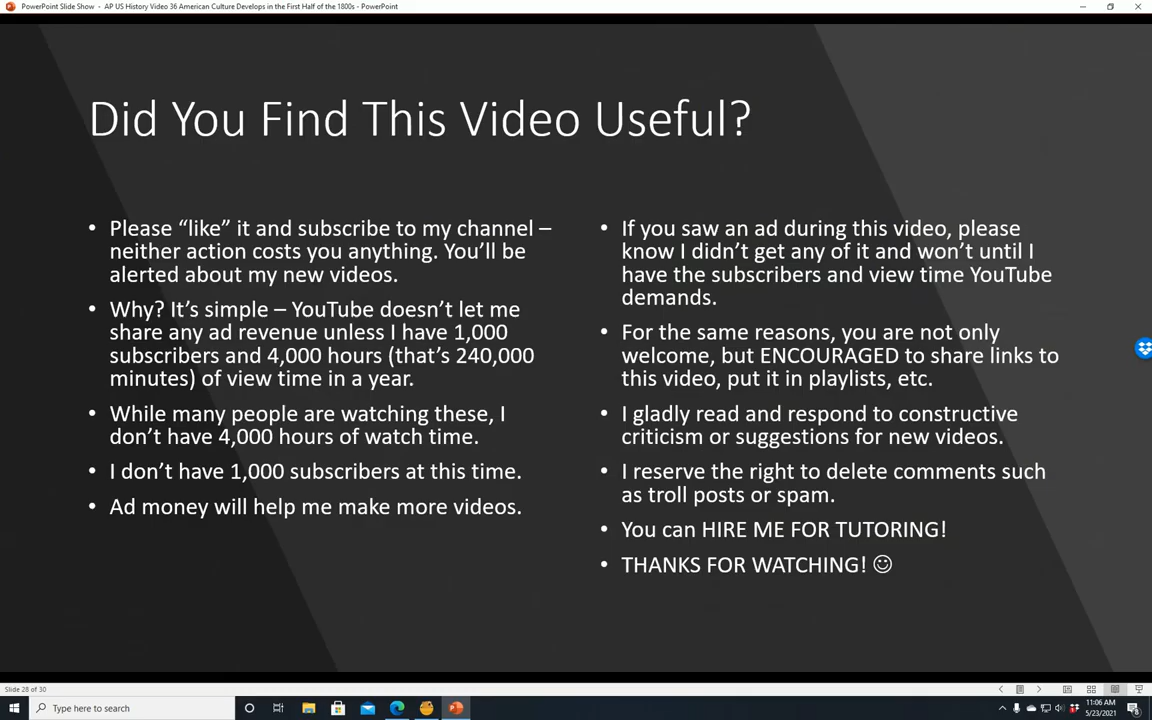 PowerPoint Slide Show - AP US History Video 36 American Culture Develops in the First Half of the 1800s - PowerPoint
Did You Find This Video Useful?
• Please “like” it and subscribe to my channel –
neither action costs you anything. You’ll be
alerted about my new videos.
• Why? It’s simple – YouTube doesn’t let me
share any ad revenue unless I have 1,000
subscribers and 4,000 hours (that’s 240,000
minutes) of view time in a year.
• While many people are watching these, I
don’t have 4,000 hours of watch time.
• I don’t have 1,000 subscribers at this time.
• Ad money will help me make more videos.
• If you saw an ad during this video, please
know I didn’t get any of it and won’t until I
have the subscribers and view time YouTube
demands.
• For the same reasons, you are not only
welcome, but ENCOURAGED to share links to
this video, put it in playlists, etc.
• I gladly read and respond to constructive
criticism or suggestions for new videos.
• I reserve the right to delete comments such
as troll posts or spam.
• You can HIRE ME FOR TUTORING!
• THANKS FOR WATCHING! ☺
Slide 28 of 30
Type here to search
11:06 AM
5/23/2021
8